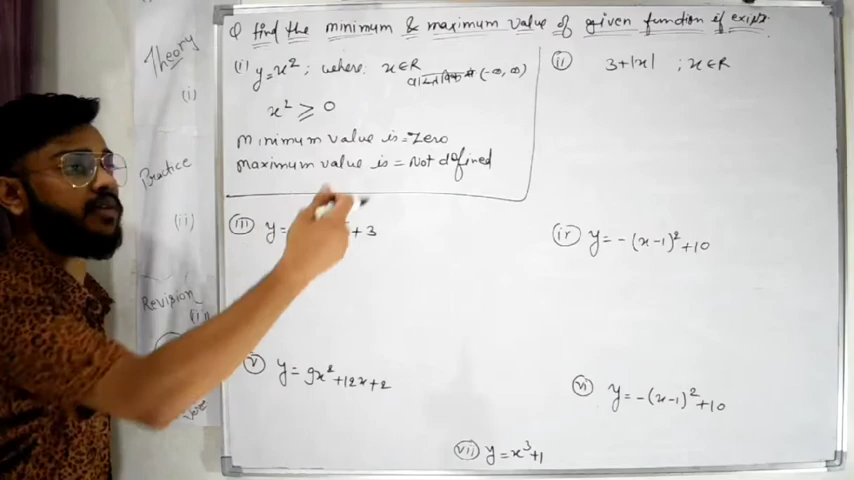 Q find the minimum & maximum value of given function if exists.
(i) y=x²; where x∈R
(-∞, ∞)
x² ≥ 0
Minimum value is = Zero
Maximum value is = Not defined
(ii) 3+|x| ; x∈R
(iii) y= +3
(iv) y=-(x-1)²+10
(v) y=9x²+12x+2
(vi) y=-(x-1)²+10
(vii) y=x³+1
Theory
(i)
Practice
(ii)
Revision
(iii)